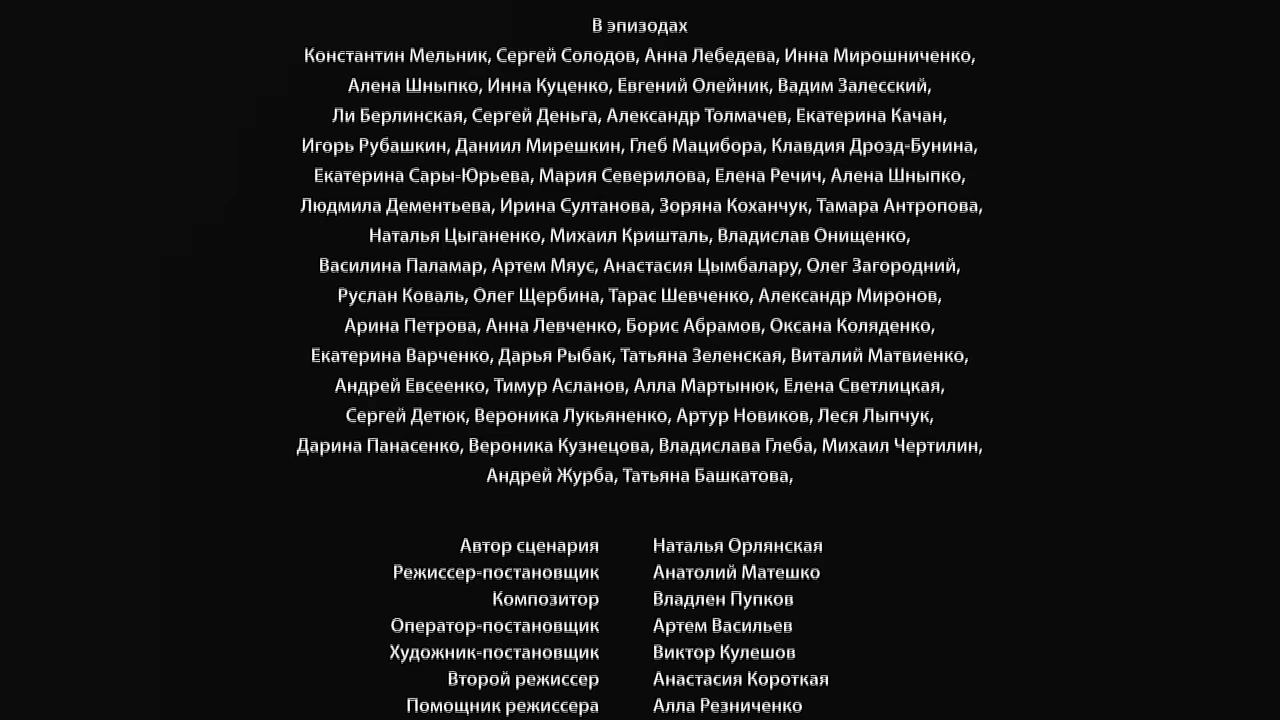 В эпизодах
Константин Мельник, Сергей Солодов, Анна Лебедева, Инна Мирошниченко,
Алена Шныпко, Инна Куценко, Евгений Олейник, Вадим Залесский,
Ли Берлинская, Сергей Деньга, Александр Толмачев, Екатерина Качан,
Игорь Рубашкин, Даниил Мирешкин, Глеб Мацибора, Клавдия Дрозд-Бунина,
Екатерина Сары-Юрьева, Мария Северилова, Елена Речич, Алена Шныпко,
Людмила Дементьева, Ирина Султанова, Зоряна Коханчук, Тамара Антропова,
Наталья Цыганенко, Михаил Кришталь, Владислав Онищенко,
Василина Паламар, Артем Мяус, Анастасия Цымбалару, Олег Загородний,
Руслан Коваль, Олег Щербина, Тарас Шевченко, Александр Миронов,
Арина Петрова, Анна Левченко, Борис Абрамов, Оксана Коляденко,
Екатерина Варченко, Дарья Рыбак, Татьяна Зеленская, Виталий Матвиенко,
Андрей Евсеенко, Тимур Асланов, Алла Мартынюк, Елена Светлицкая,
Сергей Детюк, Вероника Лукьяненко, Артур Новиков, Леся Лыпчук,
Дарина Панасенко, Вероника Кузнецова, Владислава Глеба, Михаил Чертилин,
Андрей Журба, Татьяна Башкатова,
Автор сценария Наталья Орлянская
Режиссер-постановщик Анатолий Матешко
Композитор Владлен Пупков
Оператор-постановщик Артем Васильев
Художник-постановщик Виктор Кулешов
Второй режиссер Анастасия Короткая
Помощник режиссера Алла Резниченко